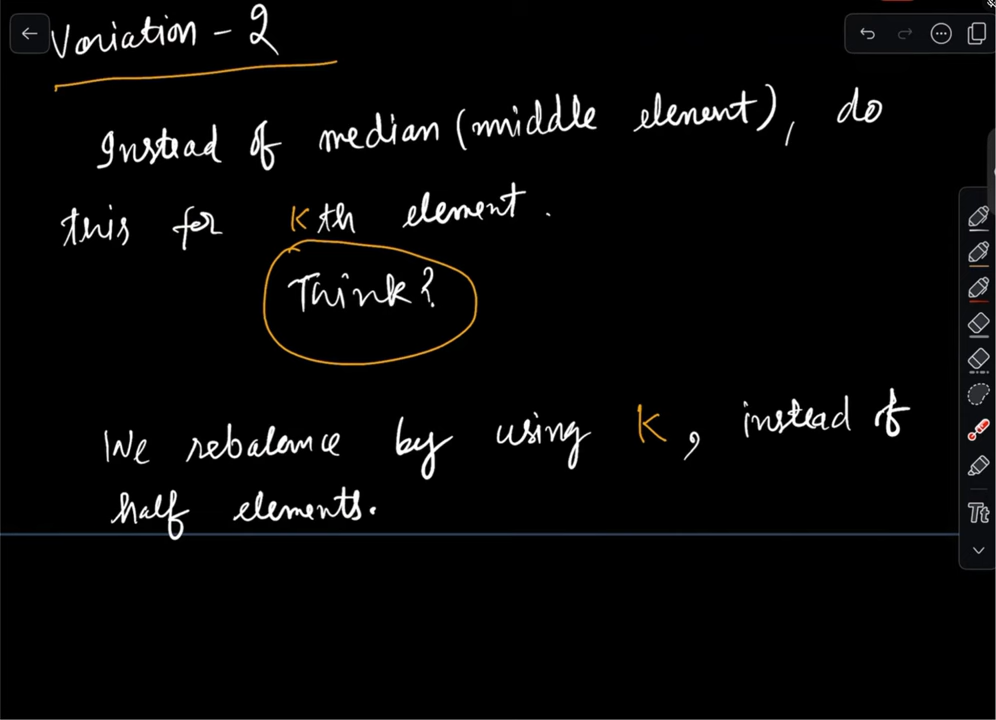 Variation - 2
Instead of median (middle element), do
this for Kth element.
Think?
We rebalance by using K, instead of
half elements.
Tt